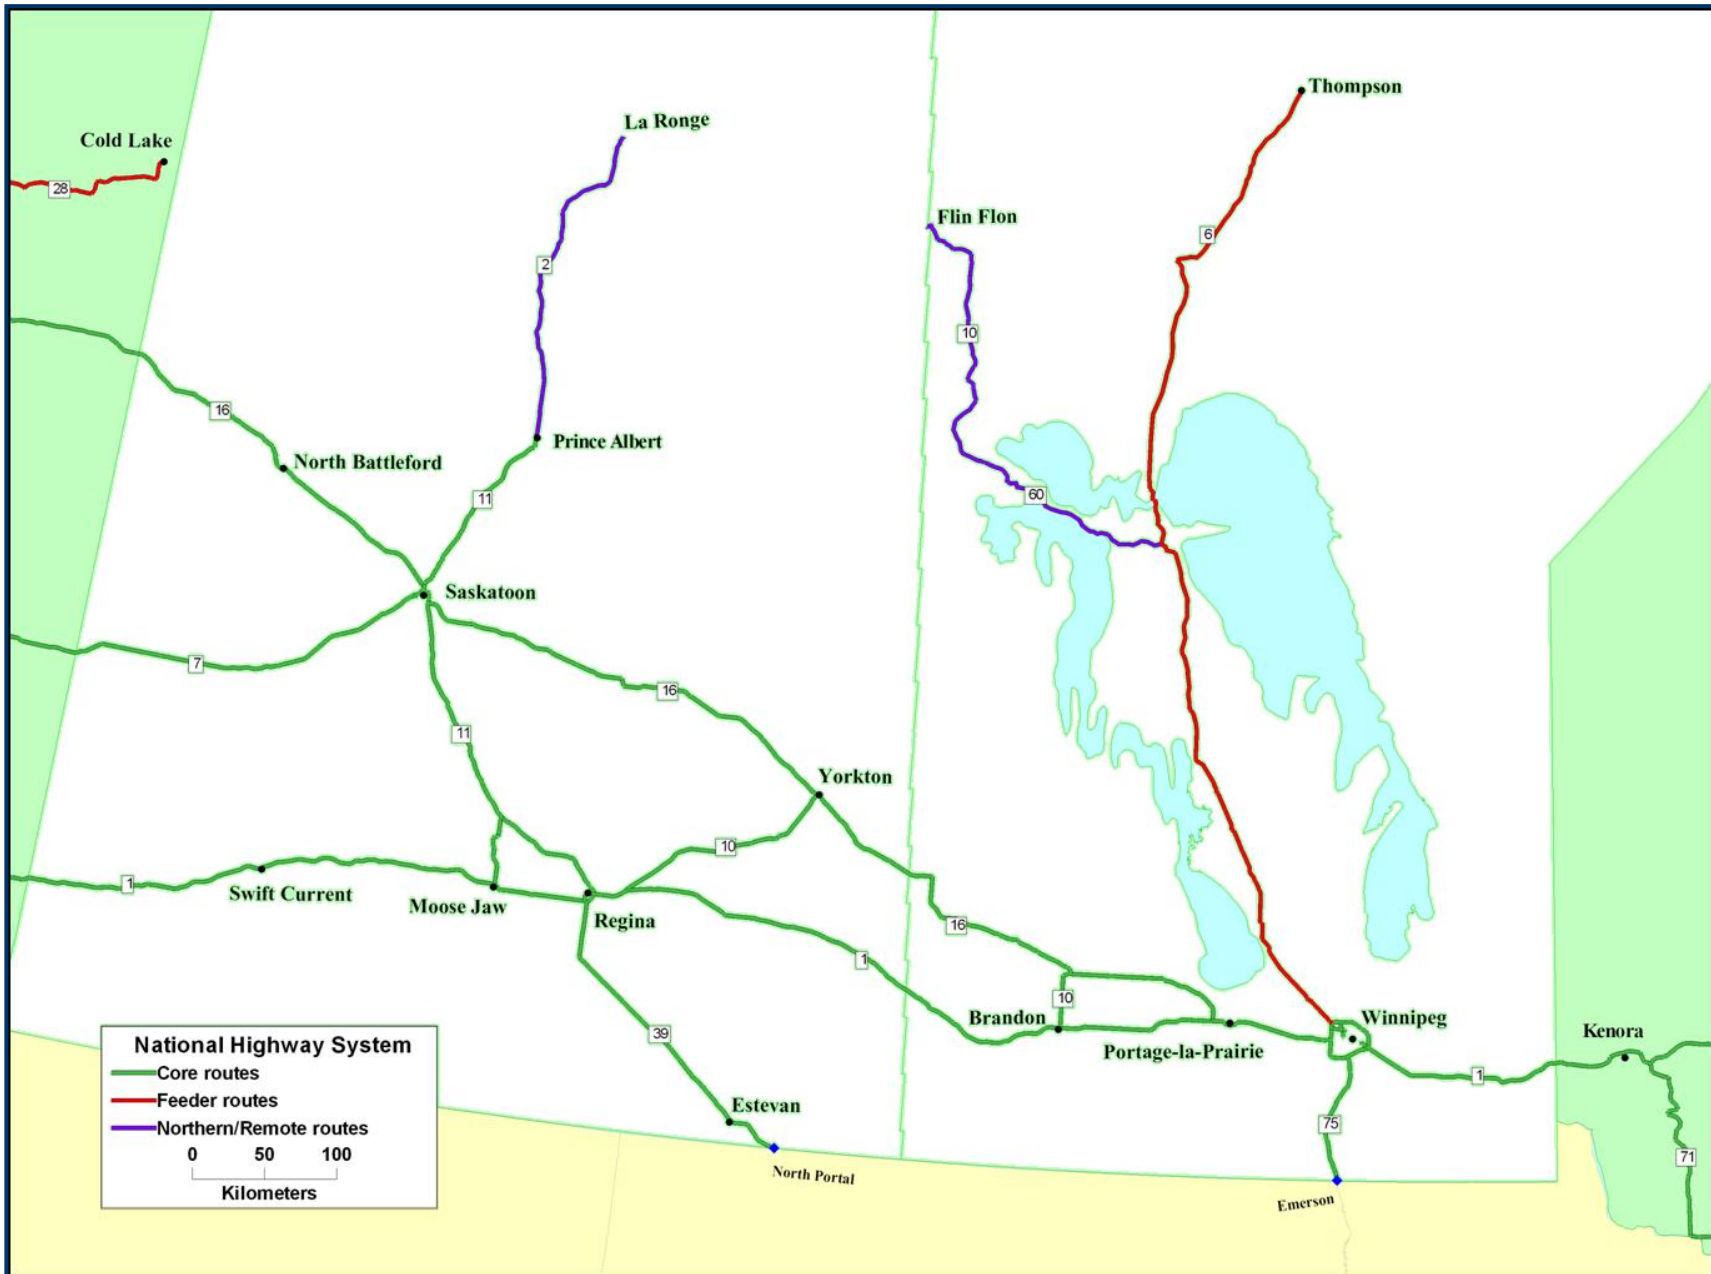 Thompson
La Ronge
Cold Lake
28
Flin Flon
6
2
10
16
Prince Albert
North Battleford
11
60
Saskatoon
7
16
11
Yorkton
10
1
Swift Current
Moose Jaw
Regina
16
1
10
Brandon
Winnipeg
Portage-la-Prairie
Kenora
39
1
Estevan
75
71
North Portal
Emerson
National Highway System
Core routes
Feeder routes
Northern/Remote routes
0 50 100
Kilometers